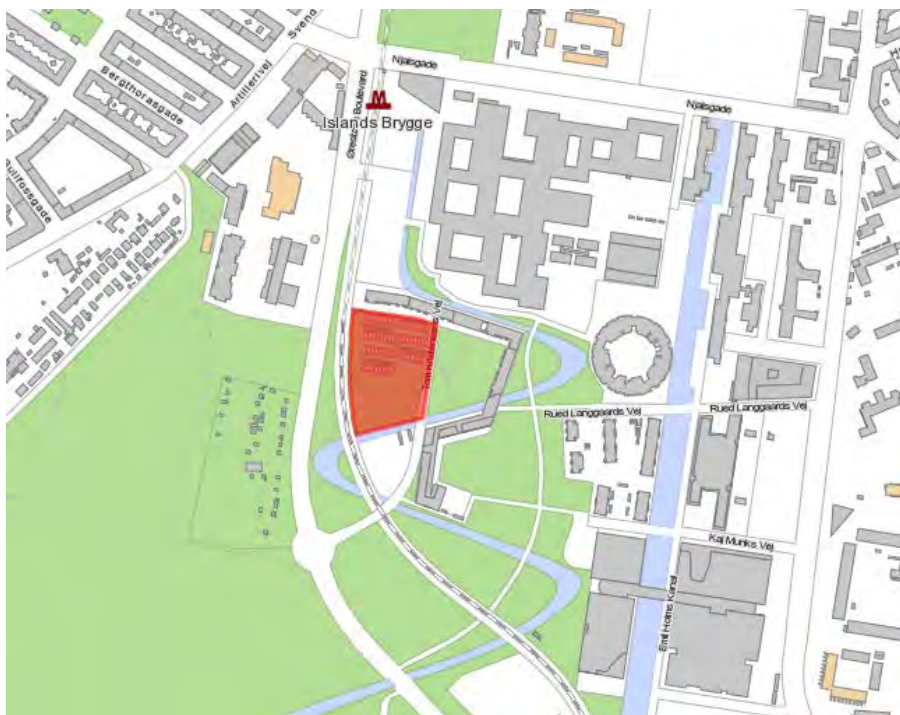 Svend
Njalsgade
Bergthorasgade
Artillerivej
Boulevard
M
Islands Brygge
Njalsgade
Gullfossgade
Vej
Rued Langgaards Vej
Rued Langgaards Vej
Kaj Munks Vej
Emil Holms Kanal